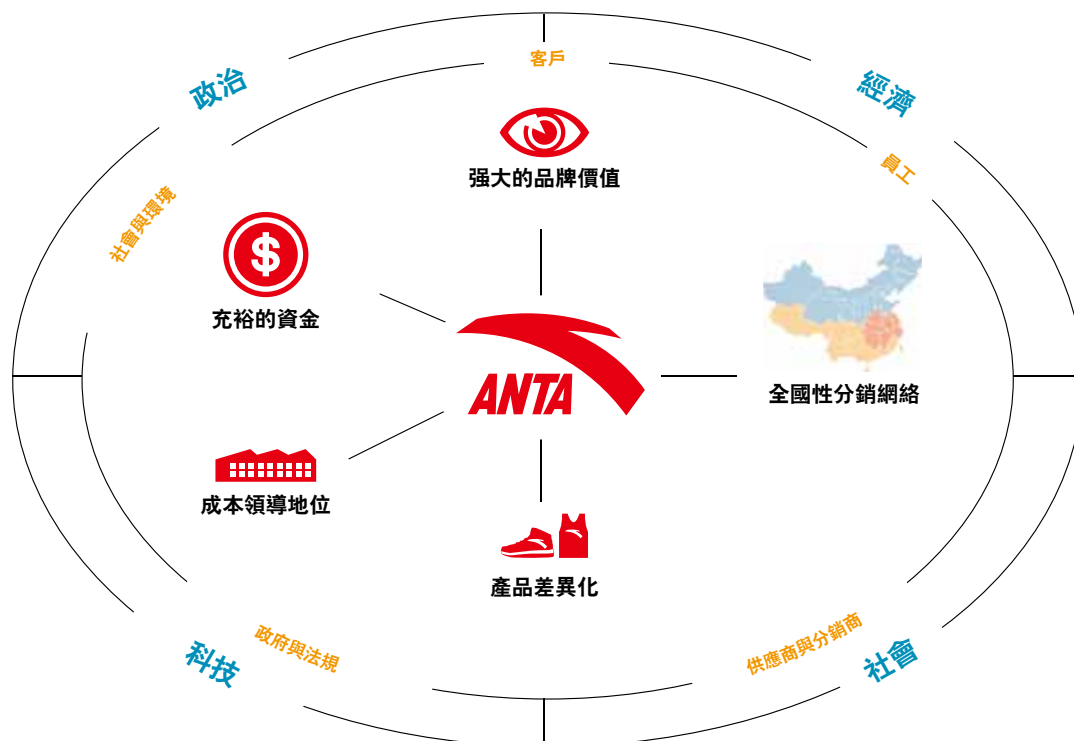 客戶
政治
經濟
强大的品牌價值
員工
社會與環境
$
充裕的資金
ANTA
全國性分銷網絡
成本領導地位
產品差異化
政府與法規
供應商與分銷商
科技
社會